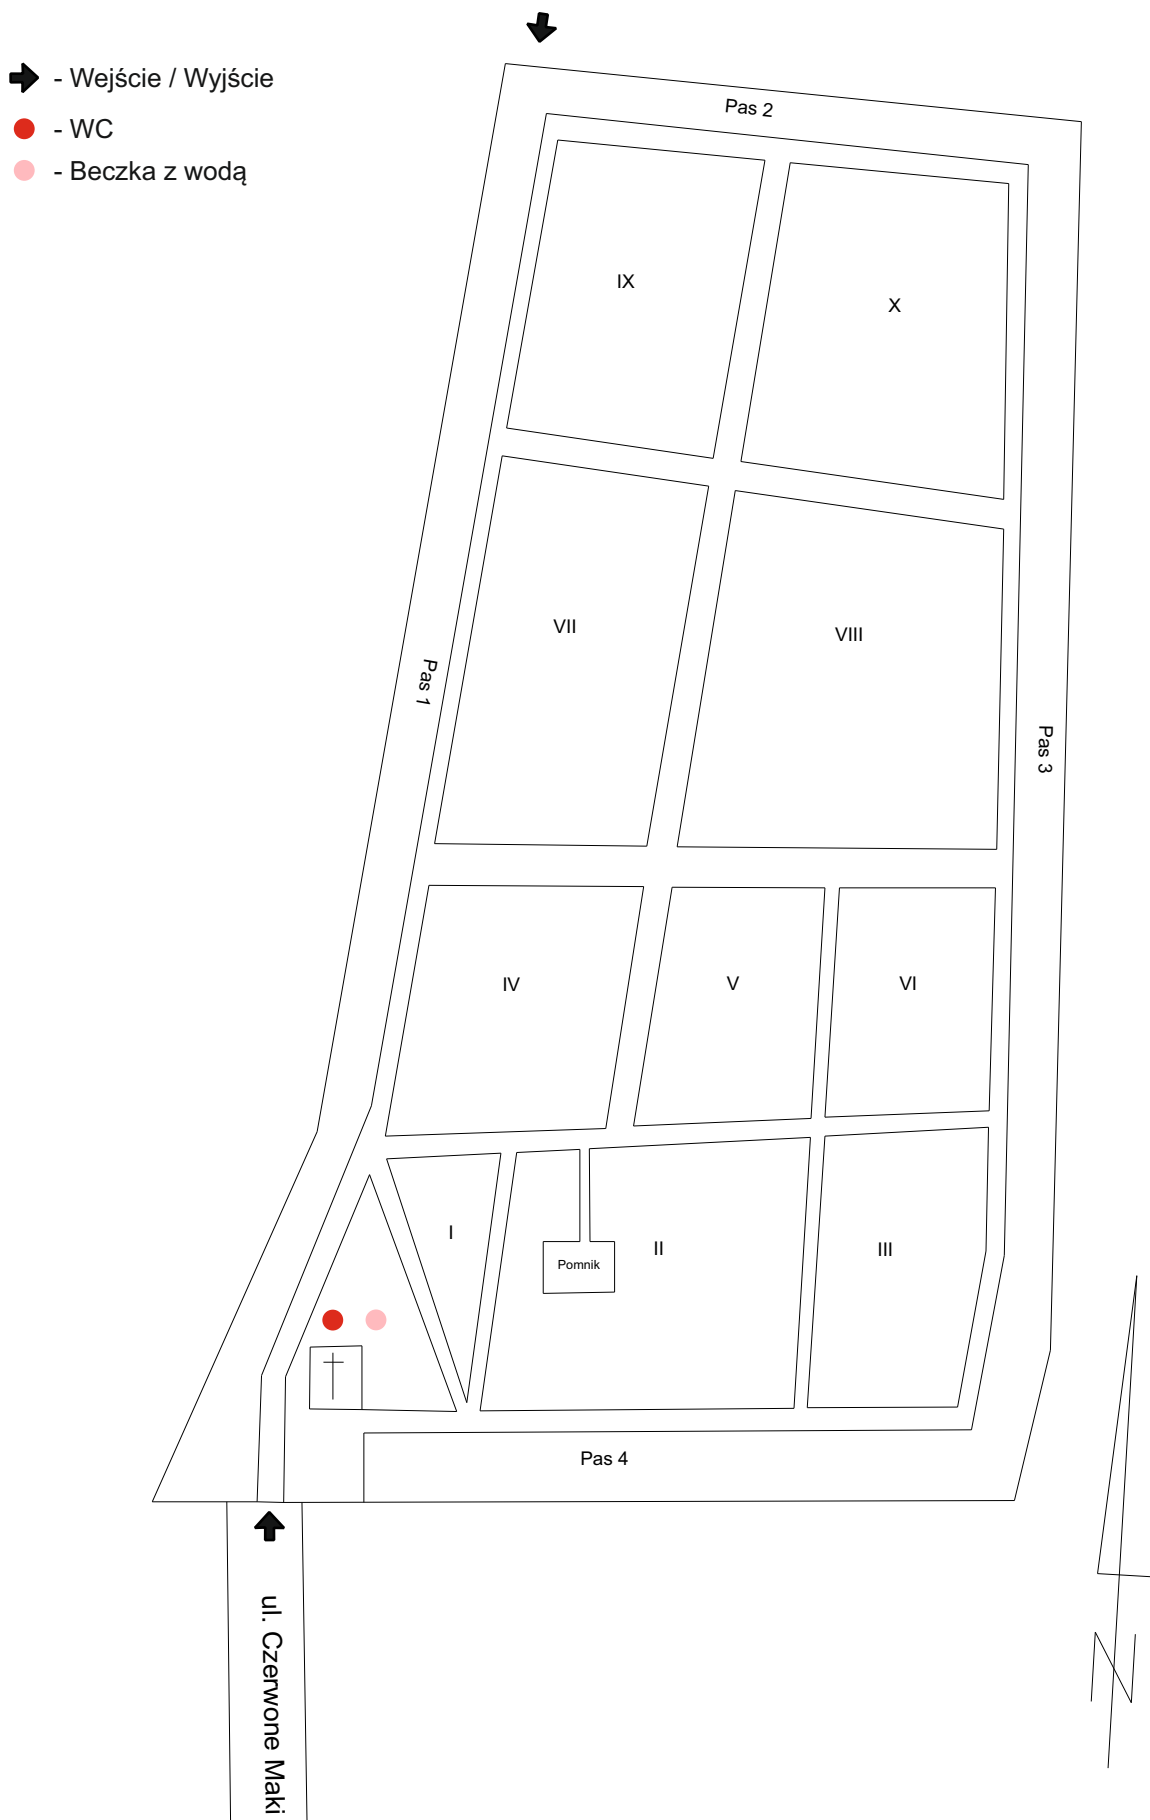 - Wejście / Wyjście
- WC
- Beczka z wodą
Pas 2
IX
X
VII
VIII
Pas 1
Pas 3
IV
V
VI
I
II
III
Pomnik
Pas 4
ul. Czerwone Maki
N